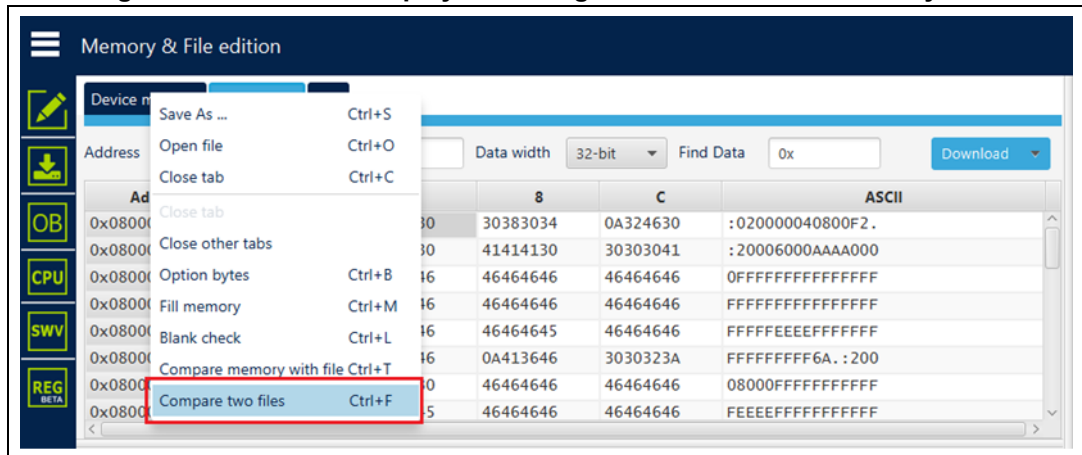 Memory & File edition
Device m
Save As ... Ctrl+S
Open file Ctrl+O
Close tab Ctrl+C
Close tab
Close other tabs
Option bytes Ctrl+B
Fill memory Ctrl+M
Blank check Ctrl+L
Compare memory with file Ctrl+T
Compare two files Ctrl+F
Address Data width 32-bit Find Data 0x Download
Ad 8 C ASCII
0x0800 30 30383034 0A324630 :020000040800F2.
0x0800 30 41414130 30303041 :20006000AAAA000
0x0800 46 46464646 46464646 0FFFFFFFFFFFFFFF
0x0800 46 46464646 46464646 FFFFFFFFFFFFFFFF
0x0800 46 46464645 46464646 FFFFFEEEEFFFFFFF
0x0800 46 0A413646 3030323A FFFFFFFFFF6A.:200
0x0800 30 46464646 46464646 08000FFFFFFFFFFF
0x0800 5 46464646 46464646 FEEEEFFFFFFFFFFF
OB
CPU
SWV
REG
BETA